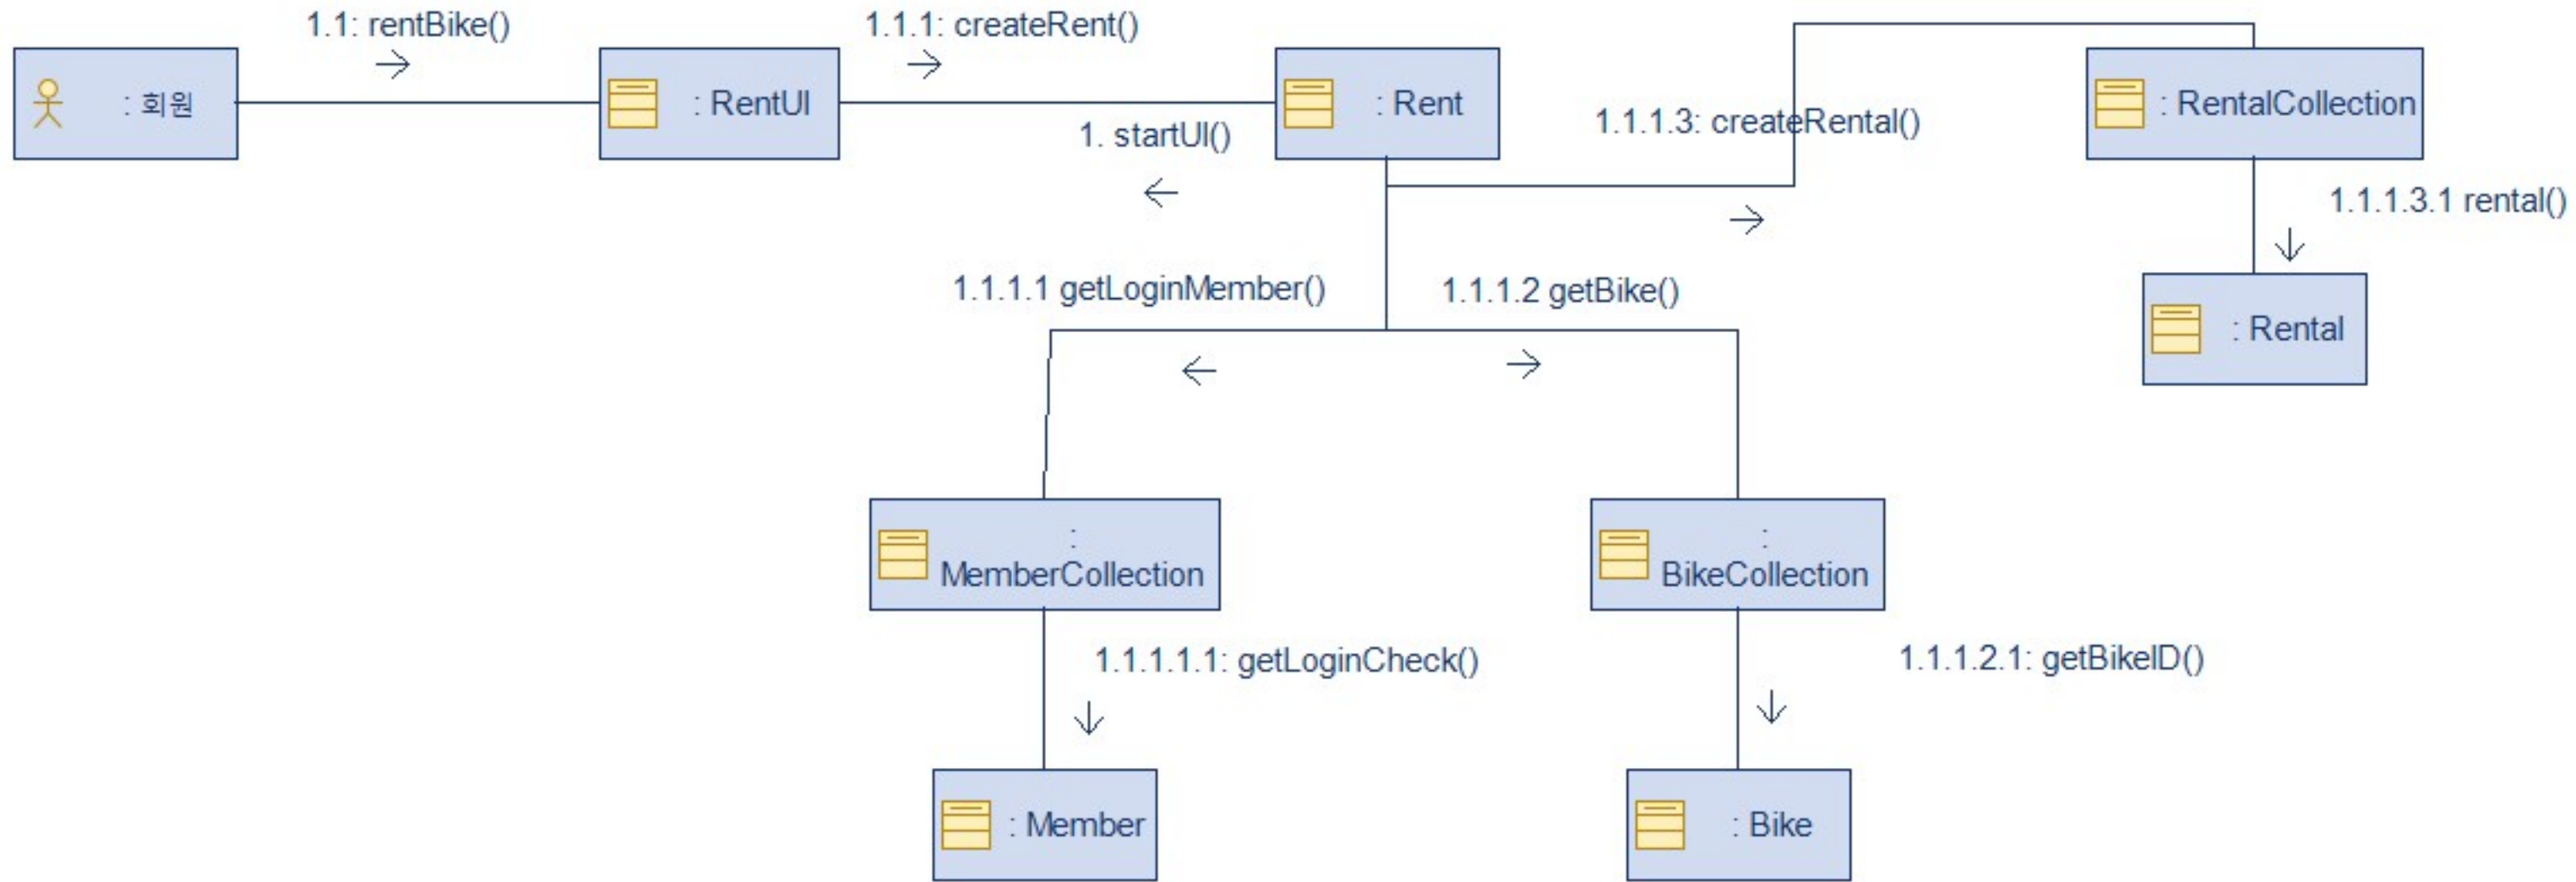 1.1: rentBike()
1.1.1: createRent()
: 회원
: RentUI
: Rent
: RentalCollection
1. startUI()
1.1.1.3: createRental()
1.1.1.3.1 rental()
1.1.1.1 getLoginMember()
1.1.1.2 getBike()
: Rental
:
MemberCollection
:
BikeCollection
1.1.1.1.1: getLoginCheck()
1.1.1.2.1: getBikeID()
: Member
: Bike